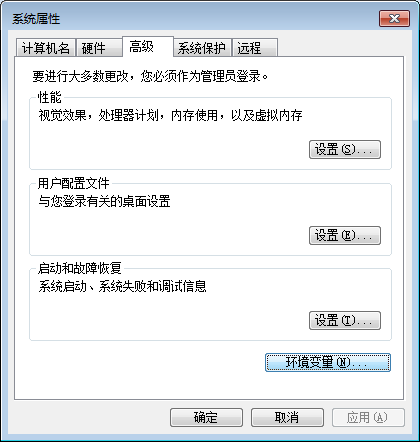 系统属性
计算机名 硬件 高级 系统保护 远程
要进行大多数更改，您必须作为管理员登录。
性能
视觉效果，处理器计划，内存使用，以及虚拟内存
设置(S)...
用户配置文件
与您登录有关的桌面设置
设置(E)...
启动和故障恢复
系统启动、系统失败和调试信息
设置(T)...
环境变量(N)...
确定 取消 应用(A)